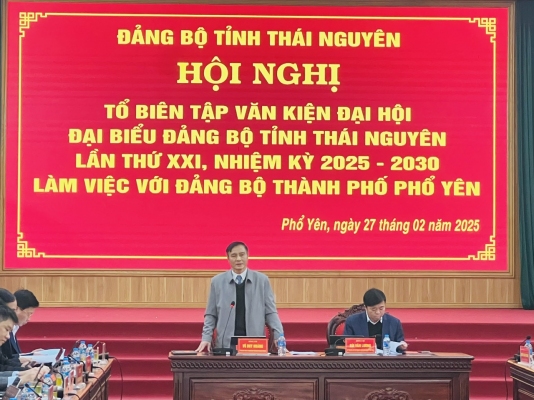 ĐẢNG BỘ TỈNH THÁI NGUYÊN
HỘI NGHỊ
TỔ BIÊN TẬP VĂN KIỆN ĐẠI HỘI
ĐẠI BIỂU ĐẢNG BỘ TỈNH THÁI NGUYÊN
LẦN THỨ XXI, NHIỆM KỲ 2025 - 2030
LÀM VIỆC VỚI ĐẢNG BỘ THÀNH PHỐ PHỔ YÊN
Phổ Yên, ngày 27 tháng 02 năm 2025